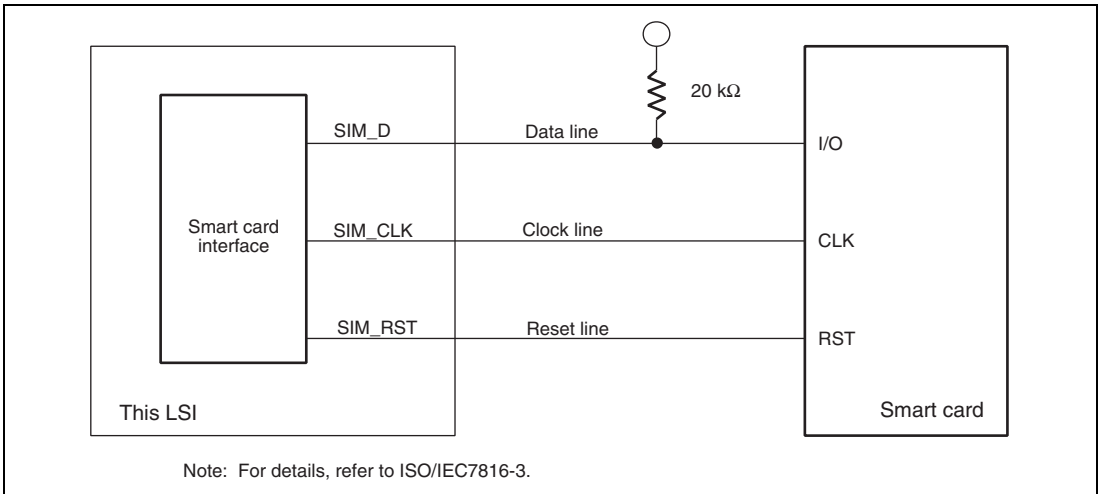 20 kΩ
SIM_D
Data line
I/O
Smart card
interface
SIM_CLK
Clock line
CLK
SIM_RST
Reset line
RST
This LSI
Smart card
Note: For details, refer to ISO/IEC7816-3.